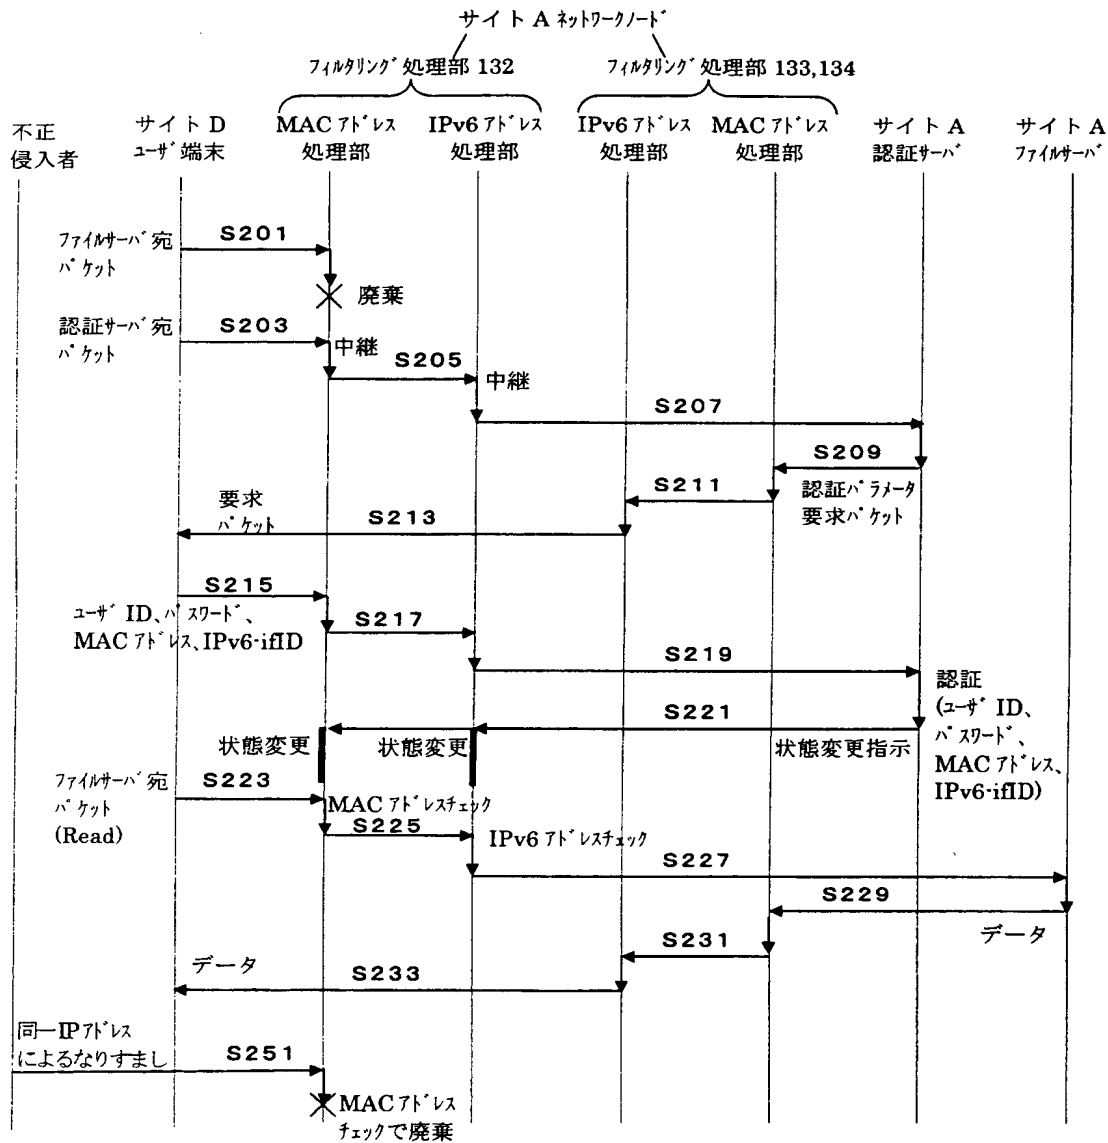 サイト A ネットワークノード
フィルタリング 処理部 132
フィルタリング 処理部 133,134
不正
侵入者
サイト D
ユーザ 端末
MAC アドレス
処理部
IPv6 アドレス
処理部
IPv6 アドレス
処理部
MAC アドレス
処理部
サイト A
認証サーバ
サイト A
ファイルサーバ
ファイルサーバ 宛
パケット
S201
廃棄
認証サーバ 宛
パケット
S203
中継
S205
中継
S207
S209
認証パラメータ
要求パケット
S211
要求
パケット
S213
S215
ユーザ ID、パスワード、
MAC アドレス、IPv6-ifID
S217
S219
認証
(ユーザ ID、
パスワード、
MAC アドレス、
IPv6-ifID)
S221
状態変更
状態変更
状態変更指示
ファイルサーバ 宛
パケット
(Read)
S223
MAC アドレスチェック
S225
IPv6 アドレスチェック
S227
S229
データ
S231
データ
S233
同一IP アドレス
によるなりすまし
S251
MAC アドレス
チェックで廃棄